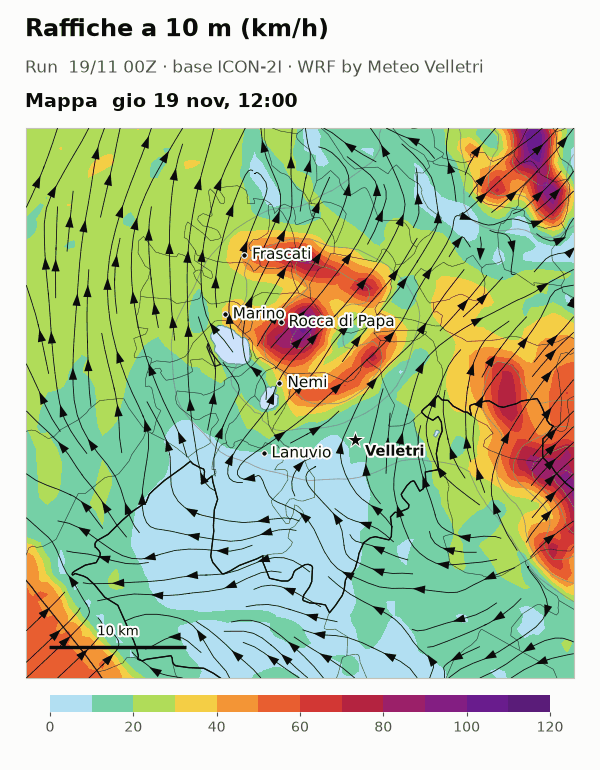 Raffiche a 10 m (km/h)
Run 19/11 00Z · base ICON-2I · WRF by Meteo Velletri
Mappa gio 19 nov, 12:00
Frascati
Marino
Rocca di Papa
Nemi
Velletri
Lanuvio
10 km
0 20 40 60 80 100 120